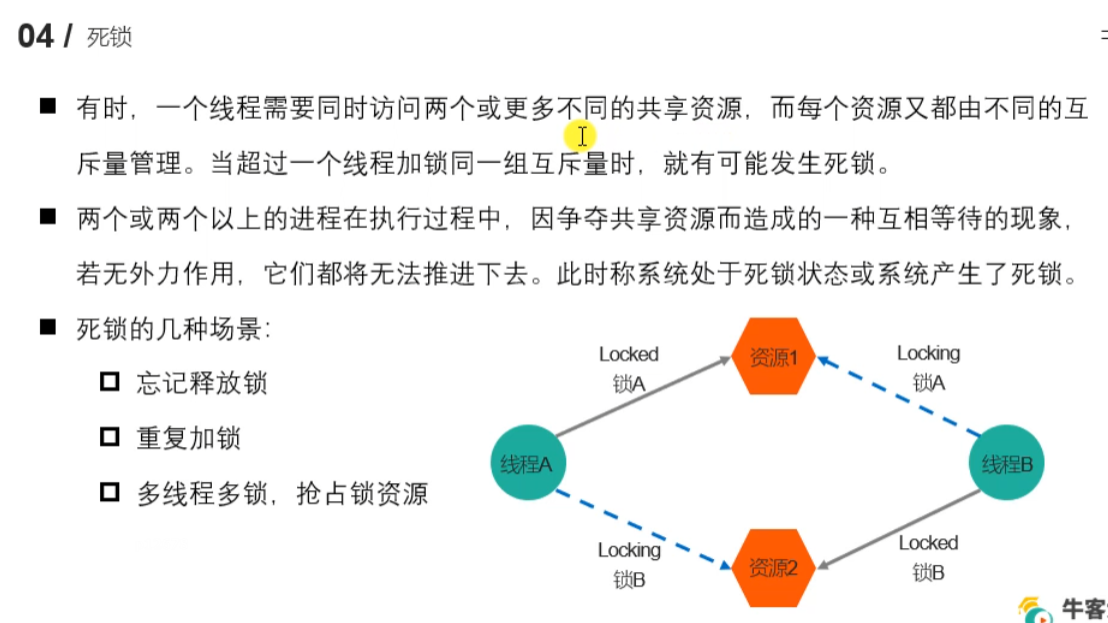 04 / 死锁
有时，一个线程需要同时访问两个或更多不同的共享资源，而每个资源又都由不同的互
斥量管理。当超过一个线程加锁同一组互斥量时，就有可能发生死锁。
两个或两个以上的进程在执行过程中，因争夺共享资源而造成的一种互相等待的现象，
若无外力作用，它们都将无法推进下去。此时称系统处于死锁状态或系统产生了死锁。
死锁的几种场景：
忘记释放锁
重复加锁
多线程多锁，抢占锁资源
Locked
锁A
资源1
Locking
锁A
线程A
线程B
Locking
锁B
资源2
Locked
锁B
牛客